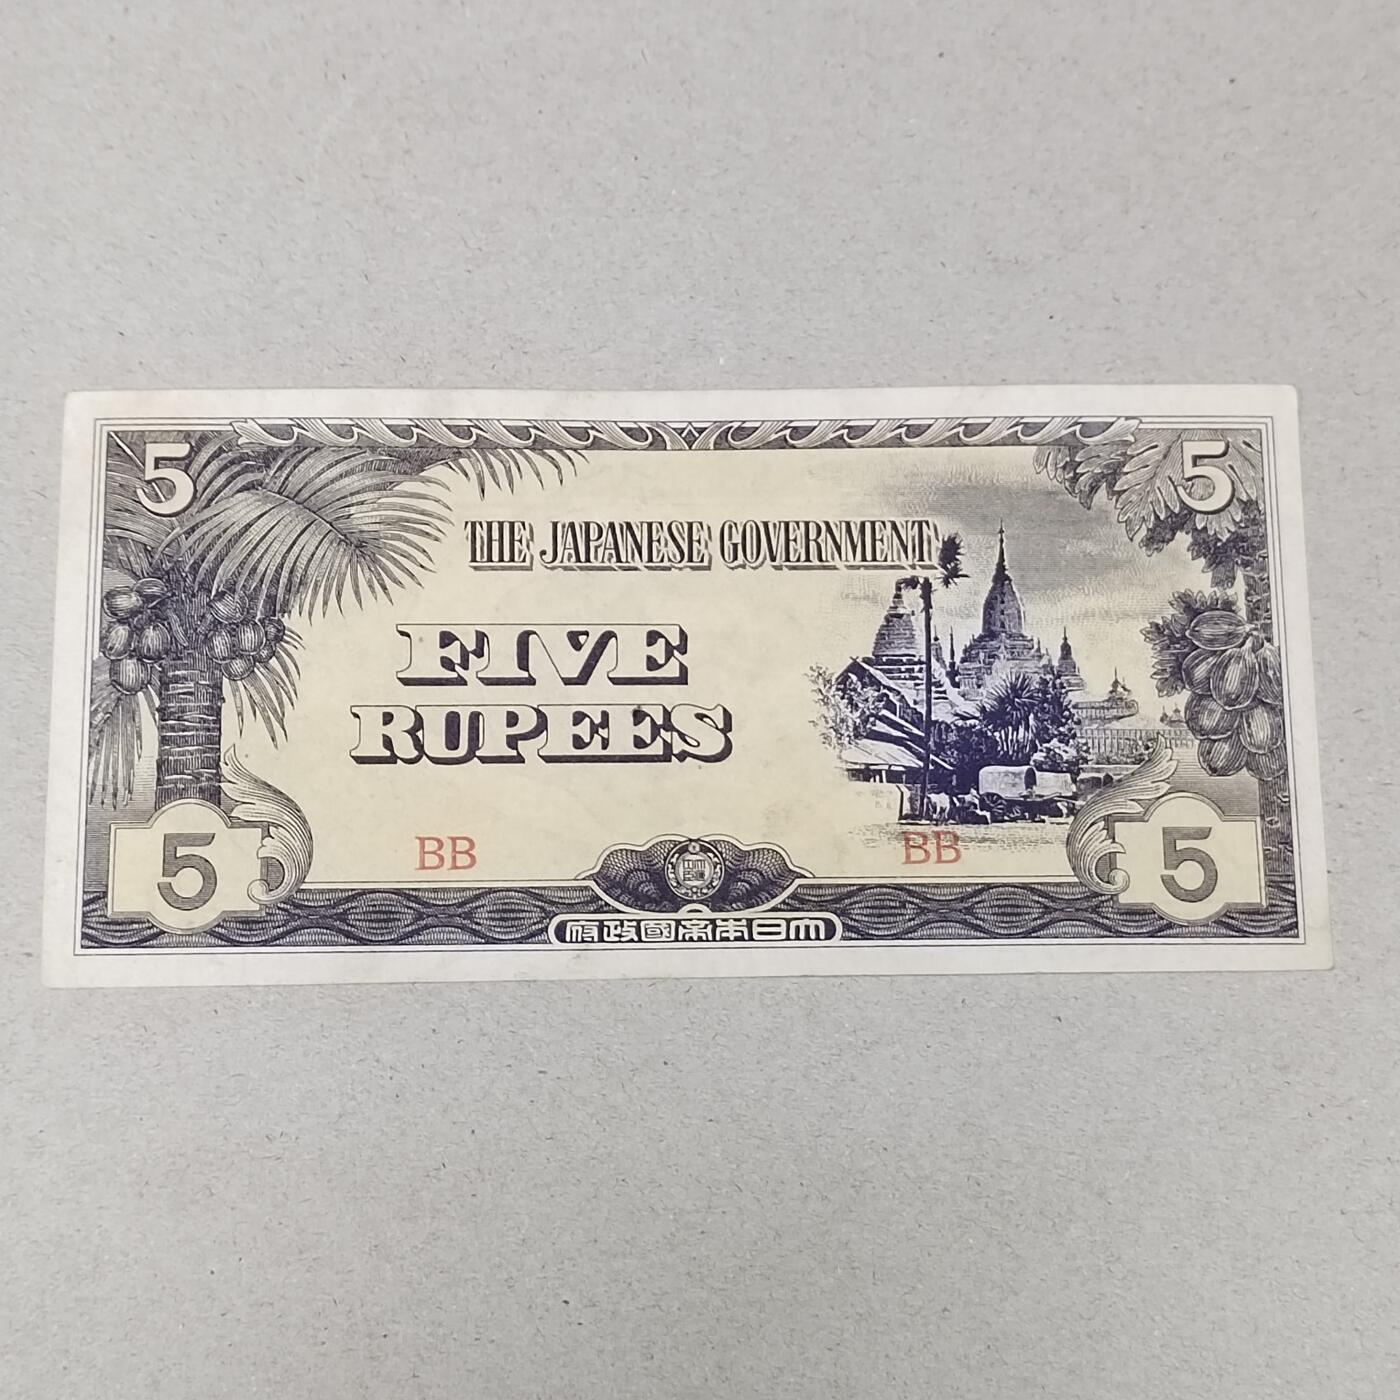 5 5
THE JAPANESE GOVERNMENT
FIVE
RUPEES
BB BB
5 5
府政國帝本日大